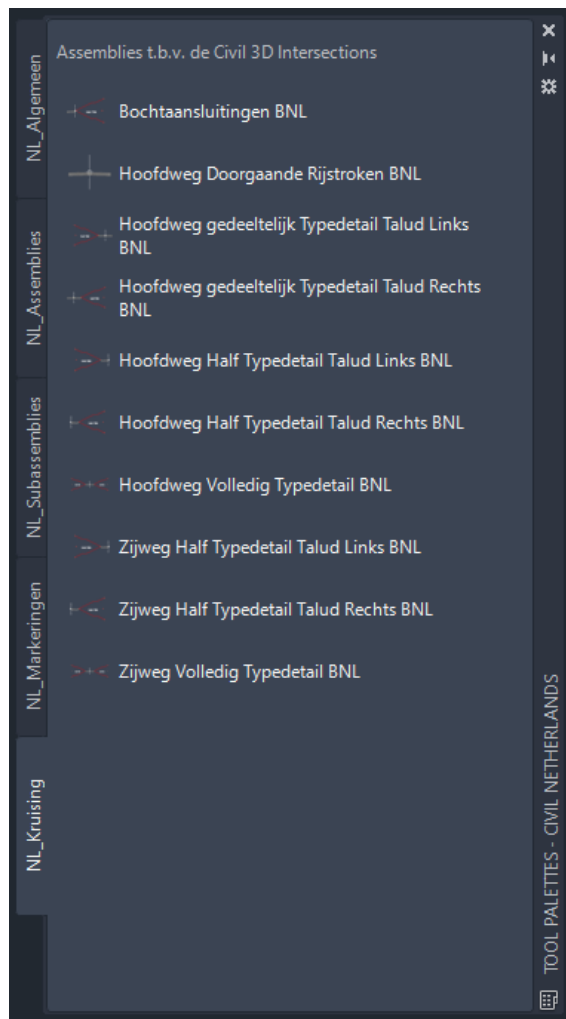 Assemblies t.b.v. de Civil 3D Intersections
Bochtaansluitingen BNL
Hoofdweg Doorgaande Rijstroken BNL
Hoofdweg gedeeltelijk Typedetail Talud Links
BNL
Hoofdweg gedeeltelijk Typedetail Talud Rechts
BNL
Hoofdweg Half Typedetail Talud Links BNL
Hoofdweg Half Typedetail Talud Rechts BNL
Hoofdweg Volledig Typedetail BNL
Zijweg Half Typedetail Talud Links BNL
Zijweg Half Typedetail Talud Rechts BNL
Zijweg Volledig Typedetail BNL
NL_Algemeen
NL_Assemblies
NL_Subassemblies
NL_Markeringen
NL_Kruising
TOOL PALETTES - CIVIL NETHERLANDS